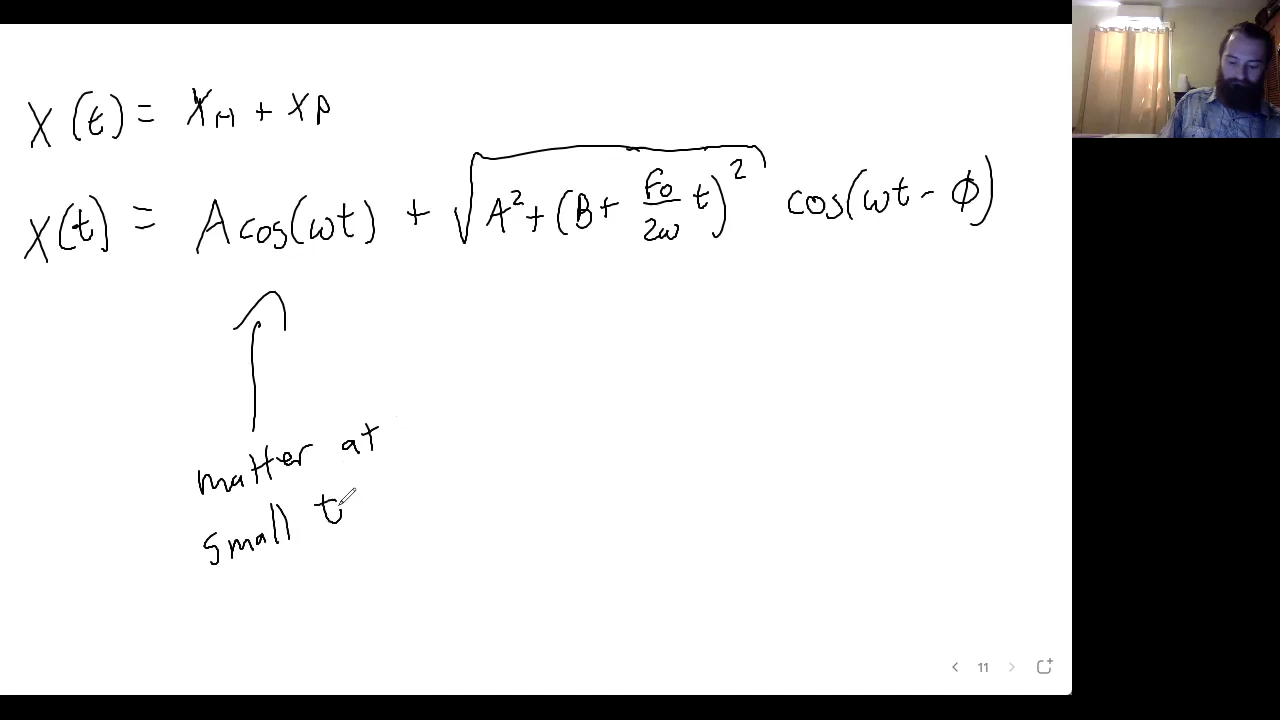 X(t) = X_H + X_P
X(t) = A cos(ωt) + √(A² + (B + F₀/2ω t)²) cos(ωt - ϕ)
matter at
small t
11